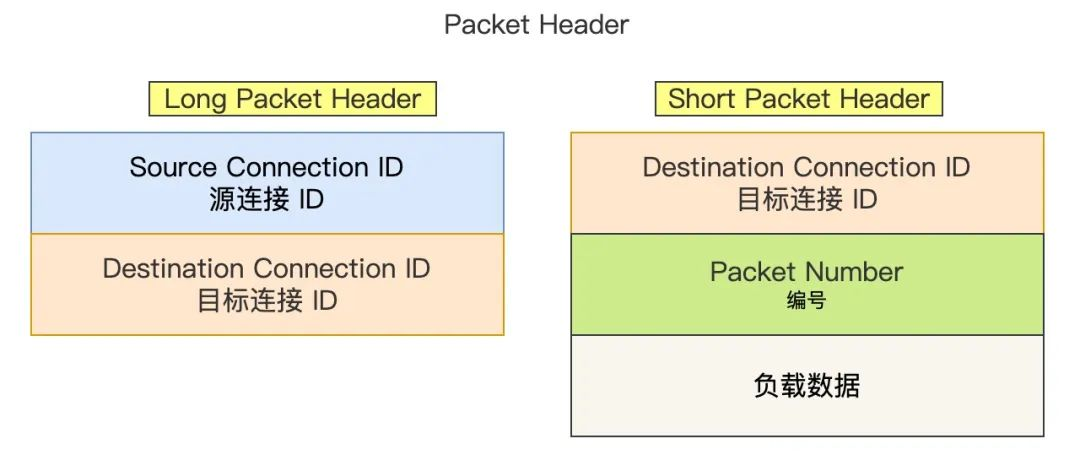 Packet Header
Long Packet Header
Source Connection ID
源连接 ID
Destination Connection ID
目标连接 ID
Short Packet Header
Destination Connection ID
目标连接 ID
Packet Number
编号
负载数据